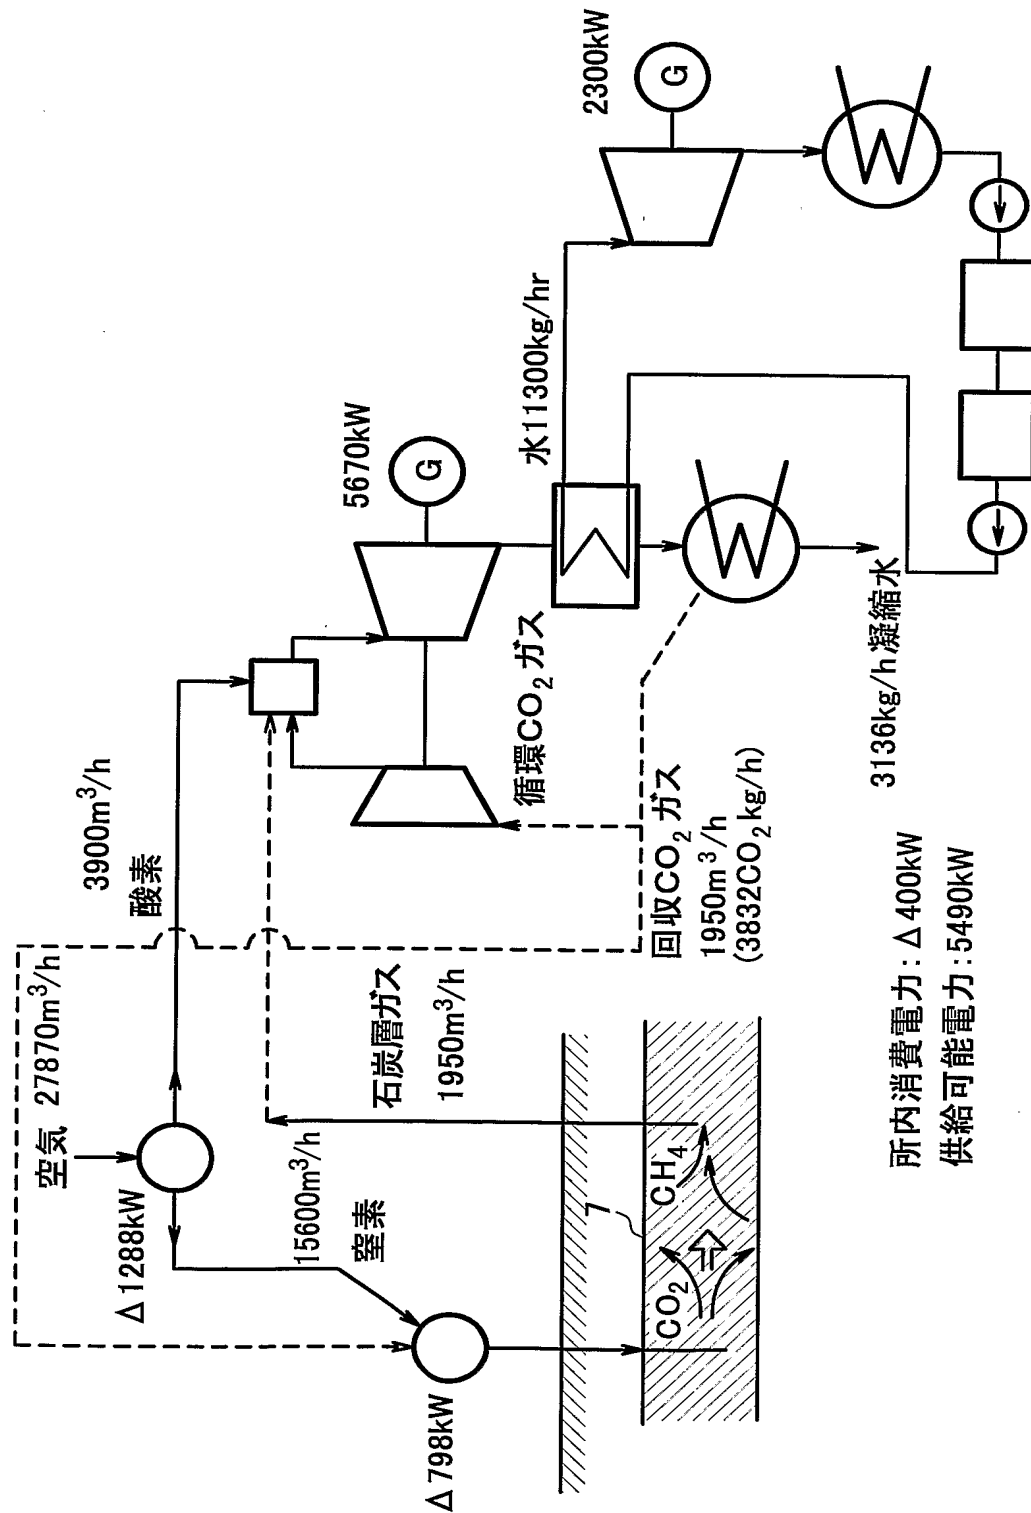 空気 27870m³/h
△1288kW
3900m³/h
酸素
15600m³/h
窒素
△798kW
石炭層ガス
1950m³/h
5670kW
G
2300kW
G
水11300kg/hr
循環CO₂ガス
回収CO₂ガス
1950m³/h
(3832CO₂kg/h)
3136kg/h凝縮水
7
CO₂
CH₄
所内消費電力:△400kW
供給可能電力:5490kW